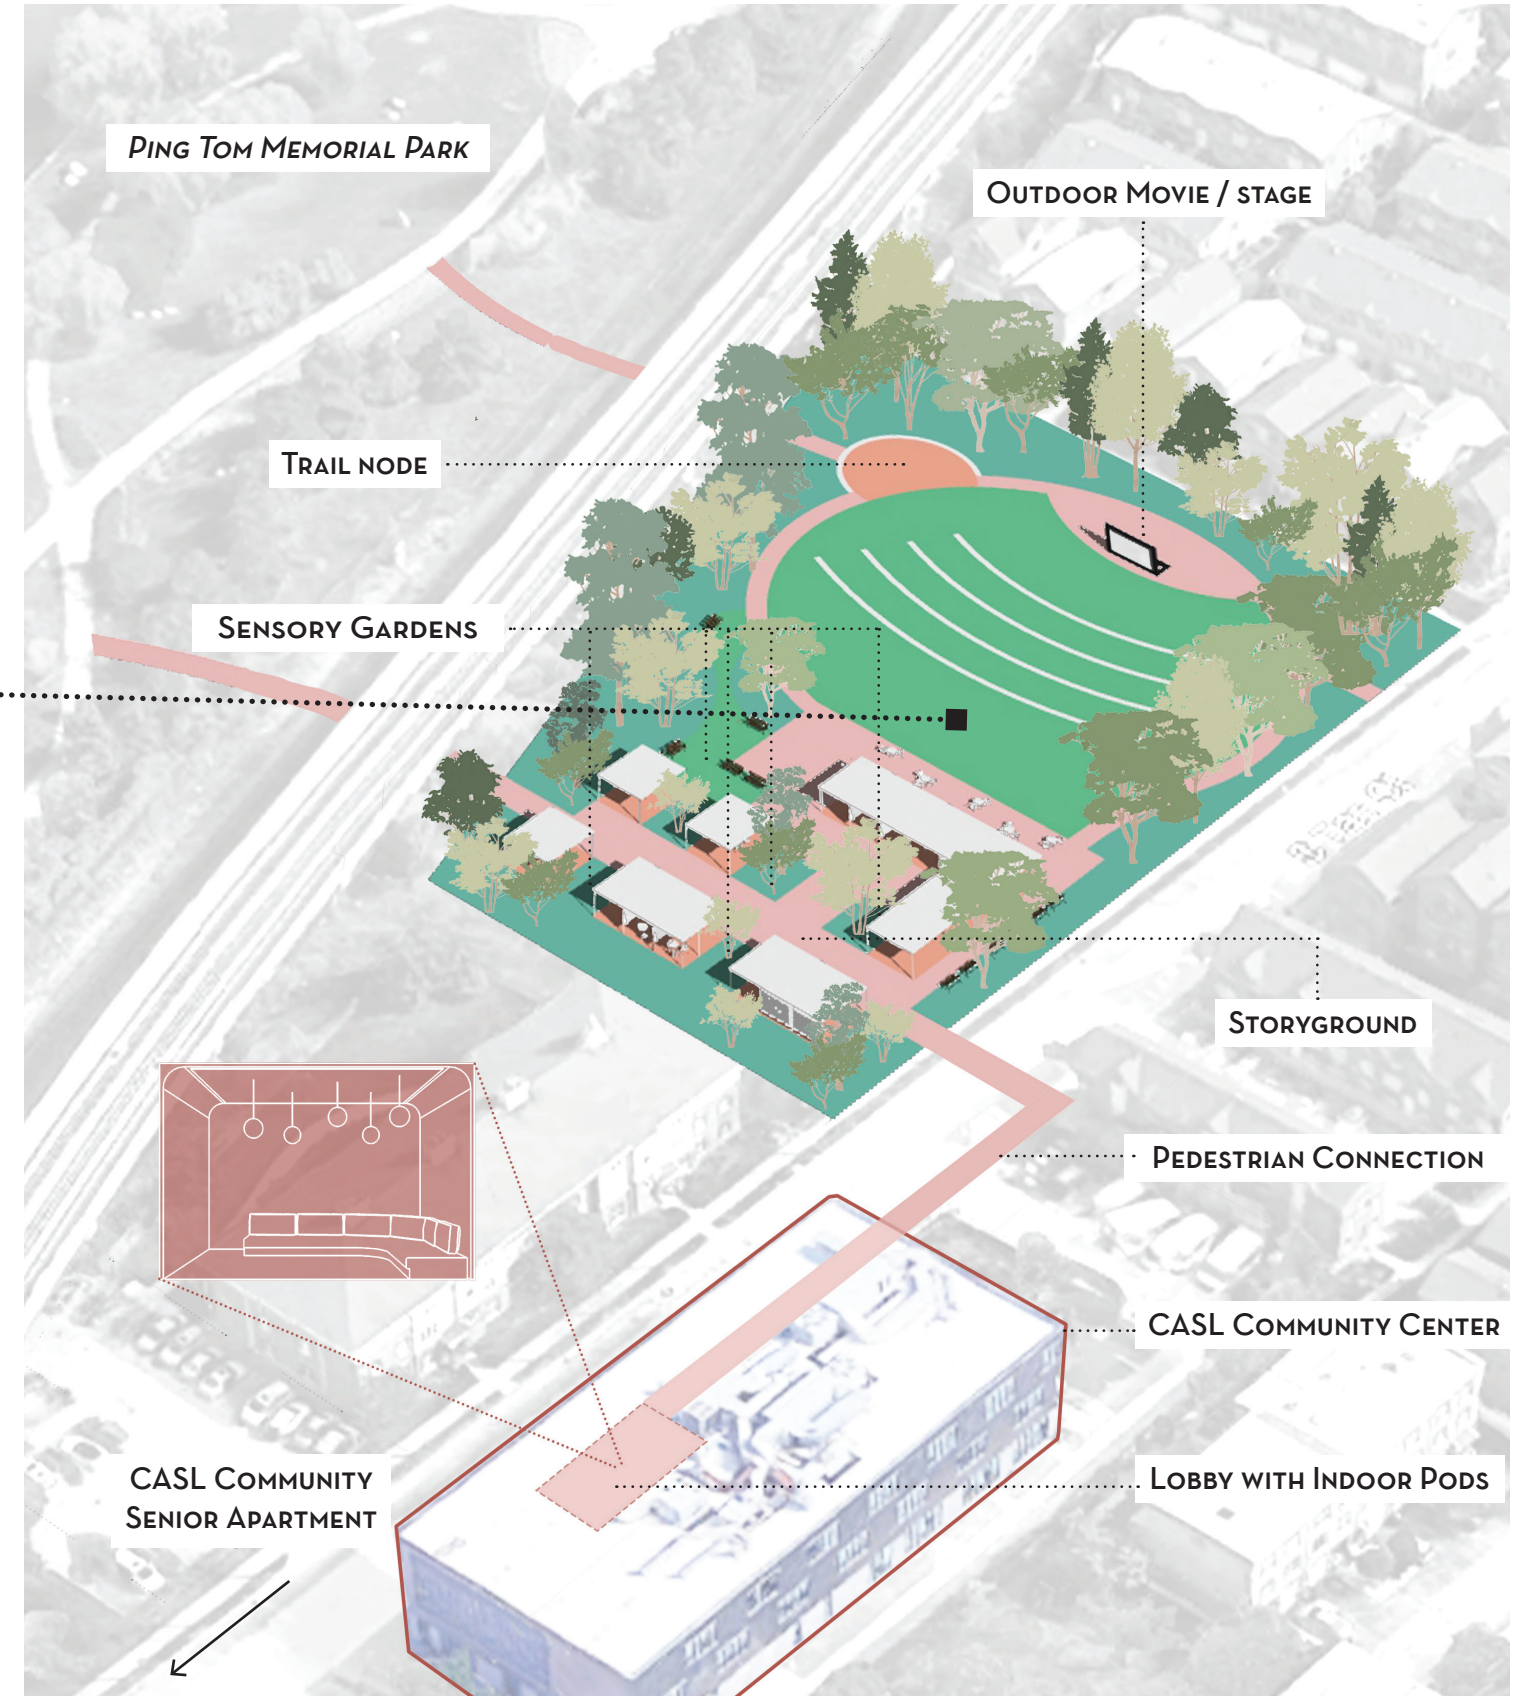 Ping Tom Memorial Park
Outdoor Movie / stage
Trail node
Sensory Gardens
Storyground
Pedestrian Connection
CASL Community Center
CASL Community
Senior Apartment
Lobby with Indoor Pods